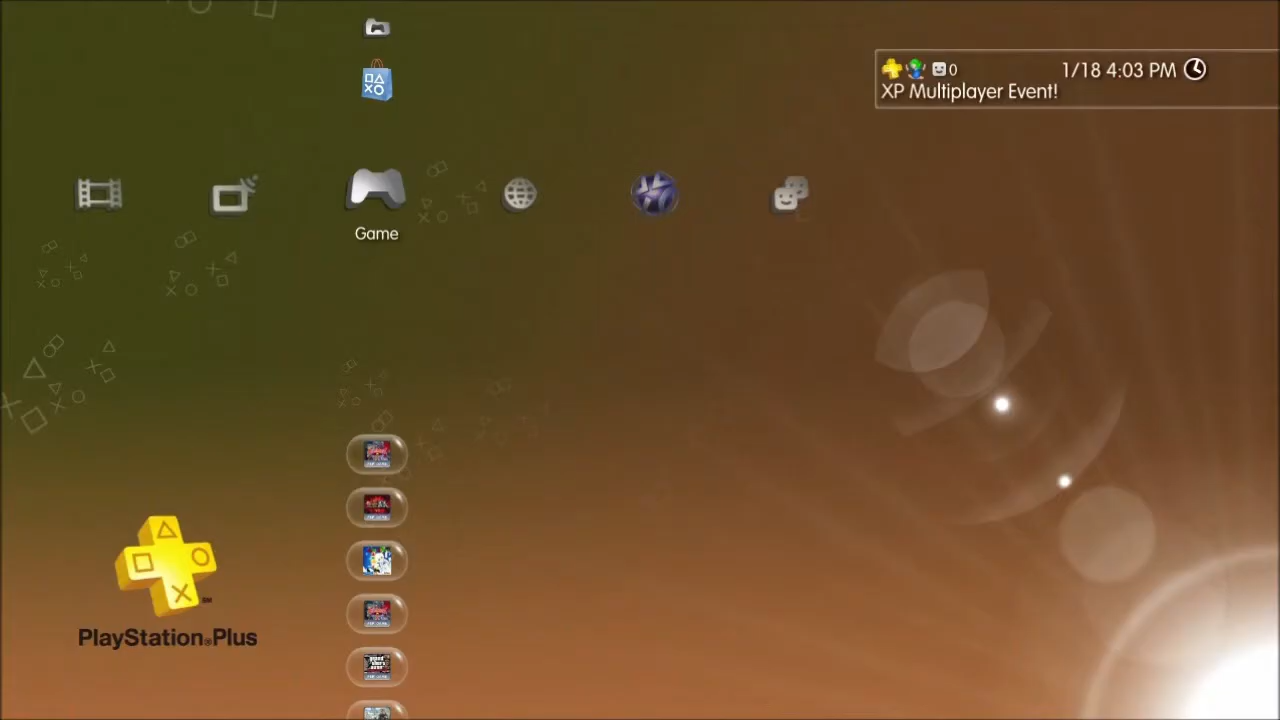 0 1/18 4:03 PM
XP Multiplayer Event!
Game
PlayStation®Plus